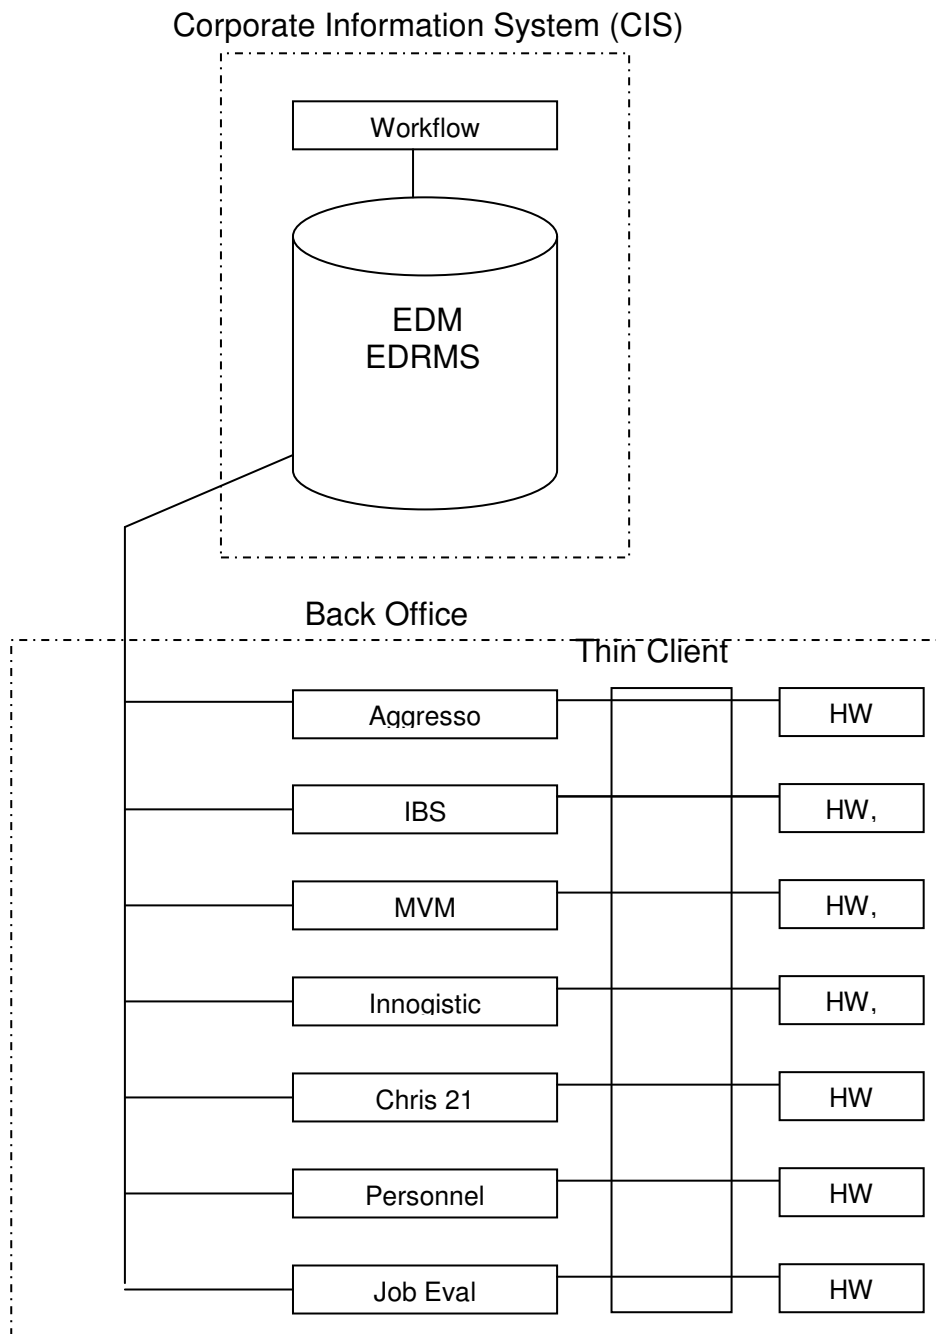 Corporate Information System (CIS)
Workflow
EDM
EDRMS
Back Office
Thin Client
Aggresso
HW
IBS
HW,
MVM
HW,
Innogistic
HW,
Chris 21
HW
Personnel
HW
Job Eval
HW